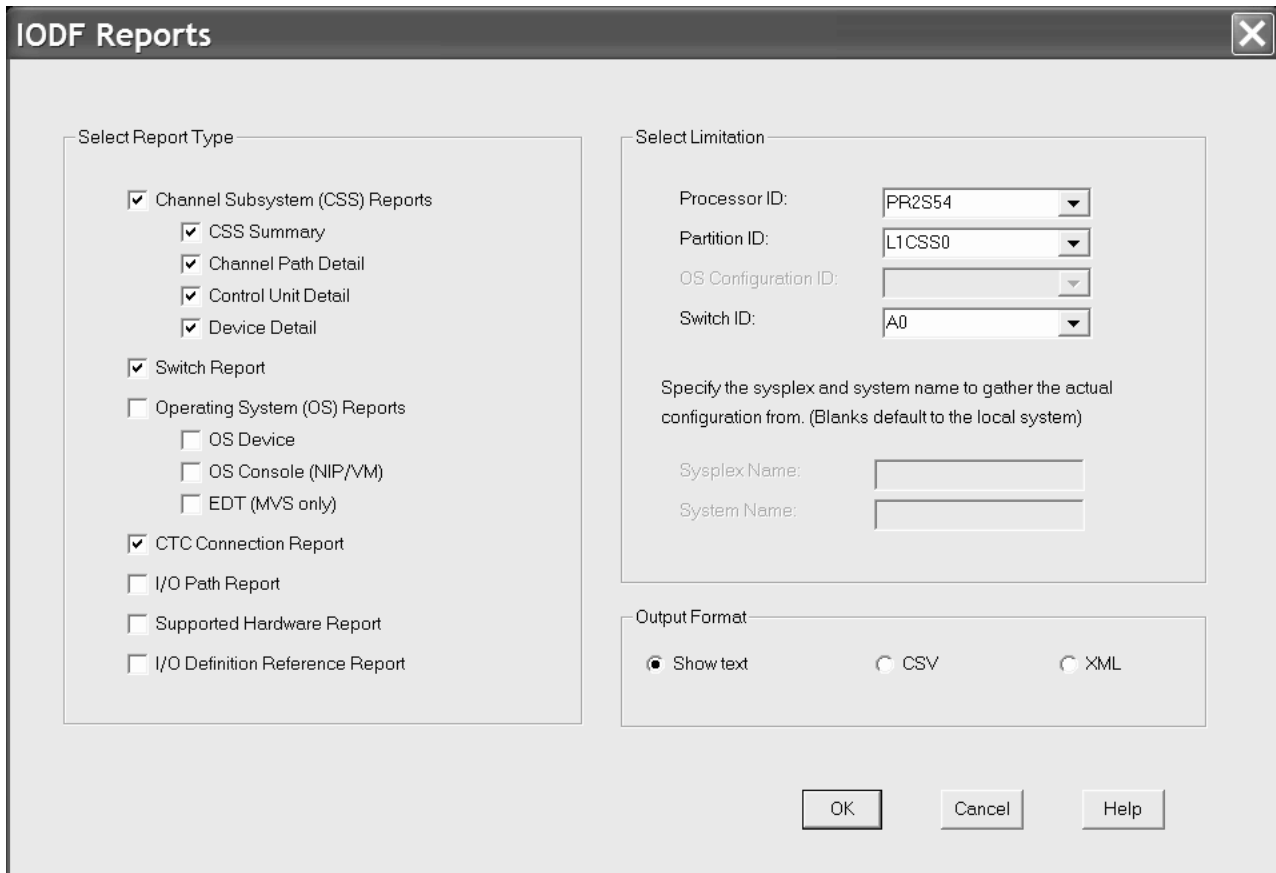 IODF Reports
Select Report Type
Channel Subsystem (CSS) Reports
CSS Summary
Channel Path Detail
Control Unit Detail
Device Detail
Switch Report
Operating System (OS) Reports
OS Device
OS Console (NIP/VM)
EDT (MVS only)
CTC Connection Report
I/O Path Report
Supported Hardware Report
I/O Definition Reference Report
Select Limitation
Processor ID: PR2S54
Partition ID: L1CSS0
OS Configuration ID:
Switch ID: A0
Specify the sysplex and system name to gather the actual
configuration from. (Blanks default to the local system)
Sysplex Name:
System Name:
Output Format
Show text CSV XML
OK Cancel Help